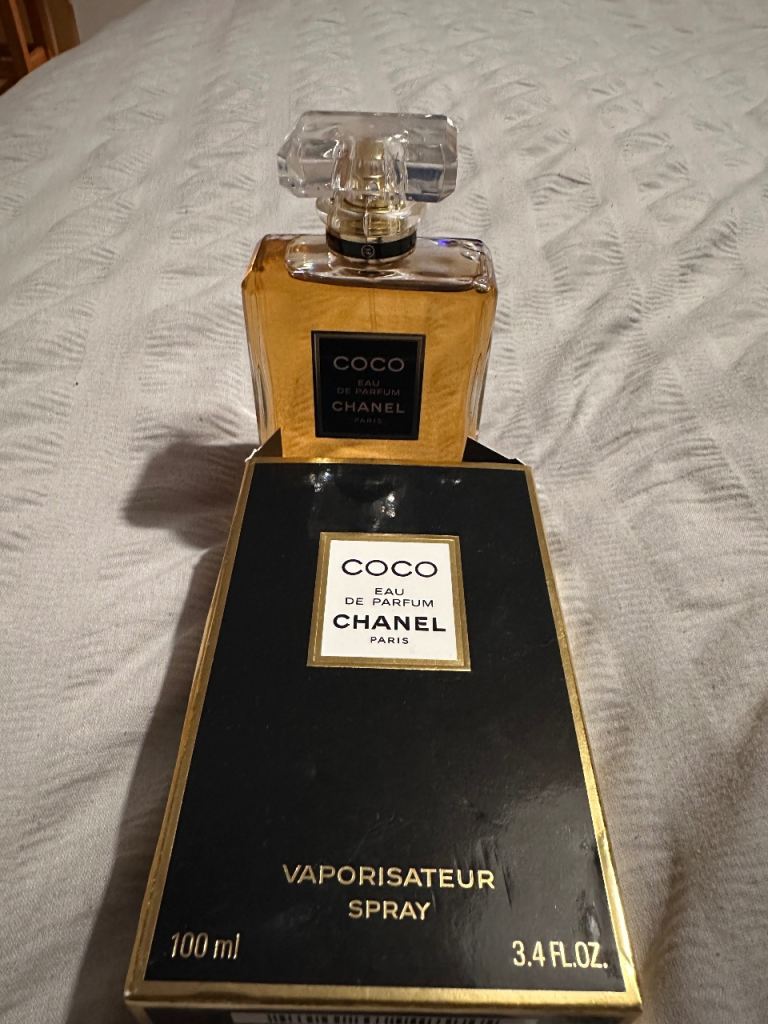 COCO
EAU
DE PARFUM
CHANEL
PARIS
COCO
EAU
DE PARFUM
CHANEL
PARIS
VAPORISATEUR
SPRAY
100 ml
3.4 FL.OZ.